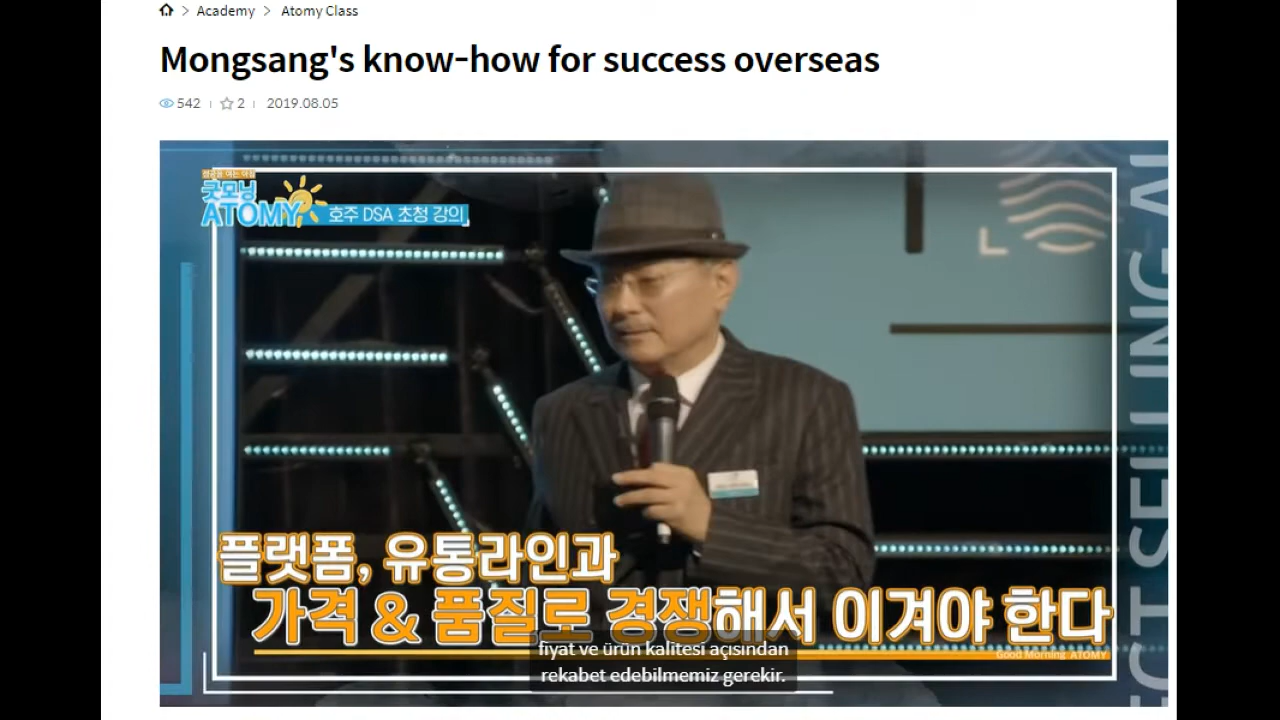 Academy > Atomy Class
Mongsang's know-how for success overseas
542 2 2019.08.05
굿모닝
ATOMY
호주 DSA 초청 강의
플랫폼, 유통라인과
가격 & 품질로 경쟁해서 이겨야 한다
Good Morning ATOMY
fiyat ve ürün kalitesi açısından
rekabet edebilmemiz gerekir.